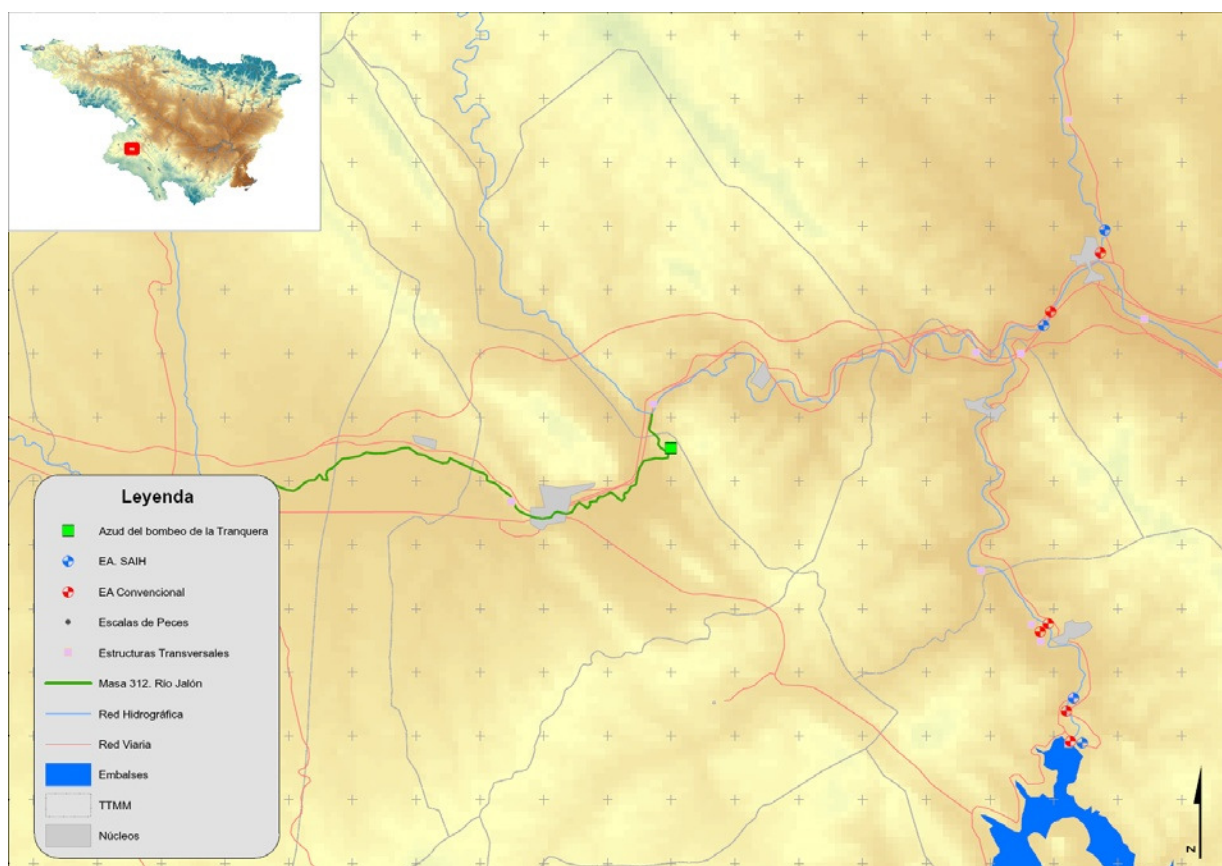 Leyenda
Azud del bombeo de la Tranquera
EA. SAIH
EA Convencional
Escalas de Peces
Estructuras Transversales
Masa 312. Río Jalón
Red Hidrográfica
Red Viaria
Embalses
TTMM
Núcleos
N